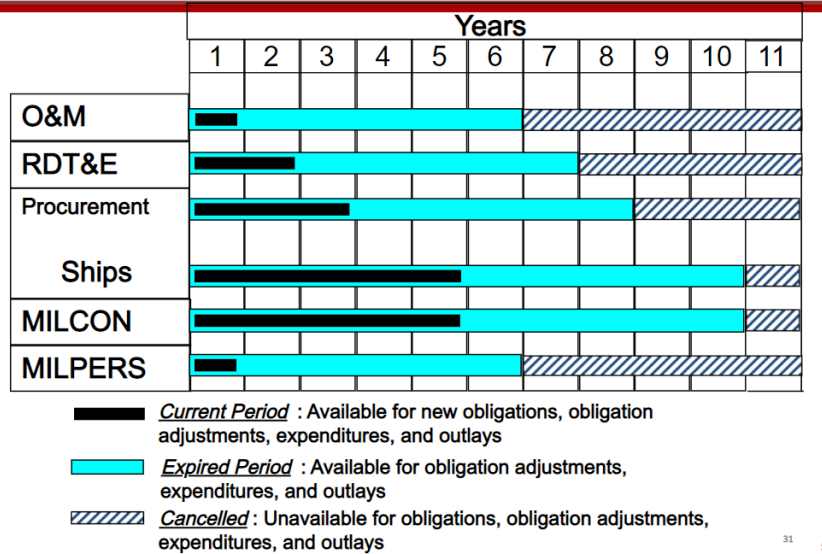 Years
1 2 3 4 5 6 7 8 9 10 11
O&M
RDT&E
Procurement
Ships
MILCON
MILPERS
Current Period : Available for new obligations, obligation
adjustments, expenditures, and outlays
Expired Period : Available for obligation adjustments,
expenditures, and outlays
Cancelled : Unavailable for obligations, obligation adjustments,
expenditures, and outlays
31